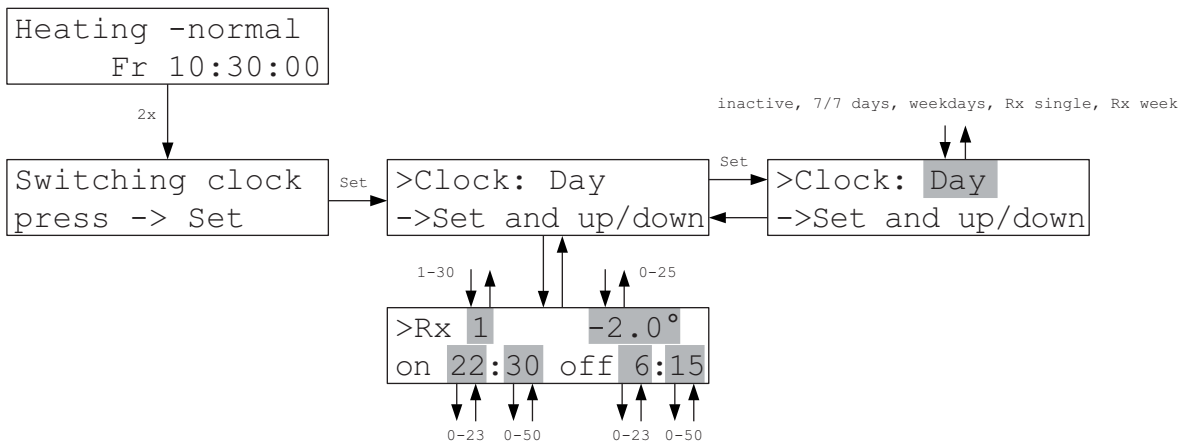 Heating -normal
Fr 10:30:00
2x
inactive, 7/7 days, weekdays, Rx single, Rx week
Switching clock
press -> Set
Set
>Clock: Day
->Set and up/down
Set
>Clock: Day
->Set and up/down
1-30
0-25
>Rx 1 -2.0°
on 22:30 off 6:15
0-23 0-50 0-23 0-50